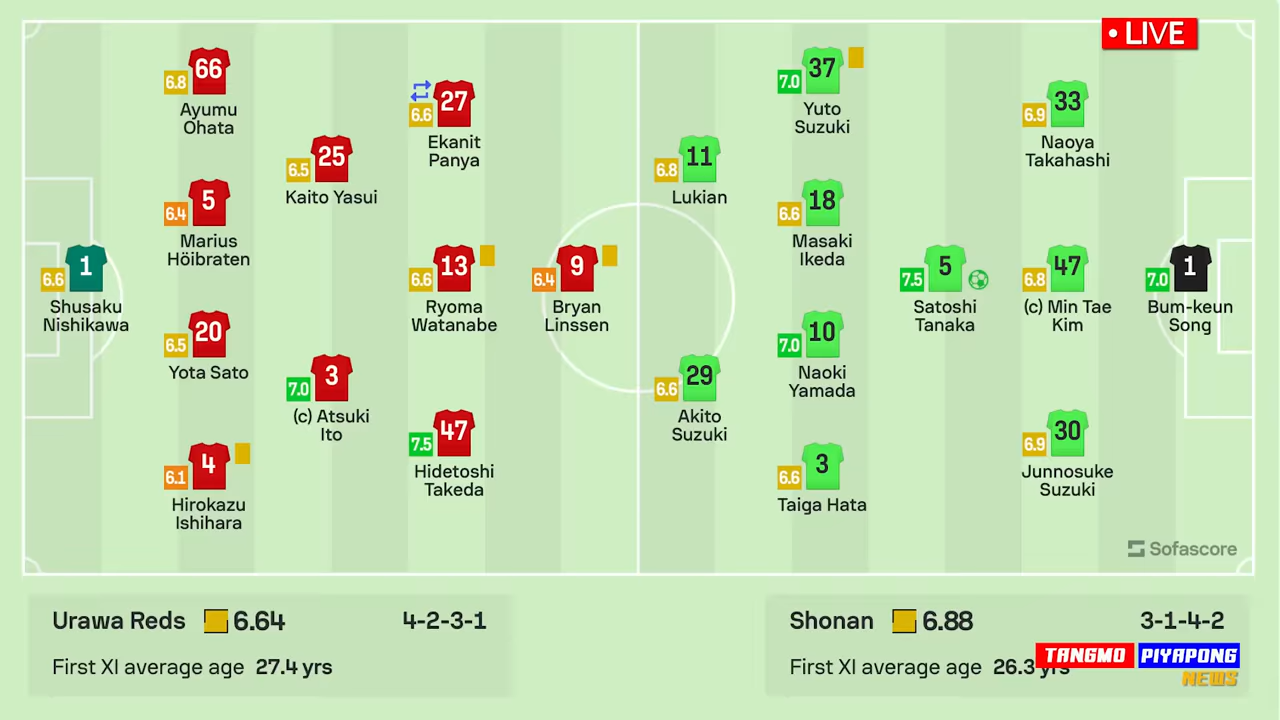 LIVE
66
6.8
Ayumu
Ohata
27
6.6
Ekanit
Panya
25
6.5
Kaito Yasui
5
6.4
Marius
Höibraten
1
6.6
Shusaku
Nishikawa
13
6.6
Ryoma
Watanabe
9
6.4
Bryan
Linssen
20
6.5
Yota Sato
3
7.0
(c) Atsuki
Ito
4
6.1
Hirokazu
Ishihara
47
7.5
Hidetoshi
Takeda
37
7.0
Yuto
Suzuki
33
6.9
Naoya
Takahashi
11
6.8
Lukian
18
6.6
Masaki
Ikeda
5
7.5
Satoshi
Tanaka
47
6.8
(c) Min Tae
Kim
1
7.0
Bum-keun
Song
10
7.0
Naoki
Yamada
29
6.6
Akito
Suzuki
3
6.6
Taiga Hata
30
6.9
Junnosuke
Suzuki
Sofascore
Urawa Reds 6.64 4-2-3-1
First XI average age 27.4 yrs
Shonan 6.88 3-1-4-2
First XI average age 26.3 yrs
TANGMO PIYAPONG
NEWS